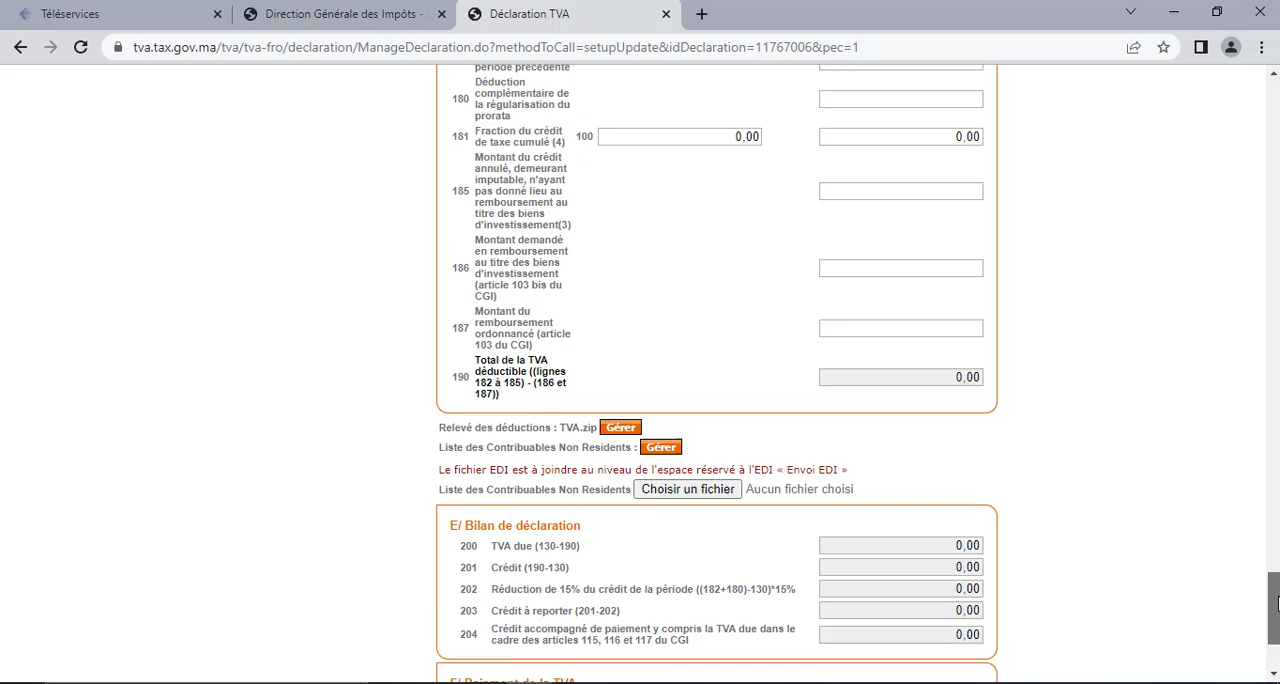 Téléservices
Direction Générale des Impôts -
Déclaration TVA
tva.tax.gov.ma/tva/tva-fro/declaration/ManageDeclaration.do?methodToCall=setupUpdate&idDeclaration=11767006&pec=1
période précédente
180 Déduction
complémentaire de
la régularisation du
prorata
181 Fraction du crédit
de taxe cumulé (4) 100 0,00 0,00
185 Montant du crédit
annulé, demeurant
imputable, n'ayant
pas donné lieu au
remboursement au
titre des biens
d'investissement(3)
186 Montant demandé
en remboursement
au titre des biens
d'investissement
(article 103 bis du
CGI)
187 Montant du
remboursement
ordonnancé (article
103 du CGI)
190 Total de la TVA
déductible ((lignes
182 à 185) - (186 et
187)) 0,00
Relevé des déductions : TVA.zip Gérer
Liste des Contribuables Non Residents : Gérer
Le fichier EDI est à joindre au niveau de l'espace réservé à l'EDI « Envoi EDI »
Liste des Contribuables Non Residents Choisir un fichier Aucun fichier choisi
E/ Bilan de déclaration
200 TVA due (130-190) 0,00
201 Crédit (190-130) 0,00
202 Réduction de 15% du crédit de la période ((182+180)-130)*15% 0,00
203 Crédit à reporter (201-202) 0,00
204 Crédit accompagné de paiement y compris la TVA due dans le
cadre des articles 115, 116 et 117 du CGI 0,00